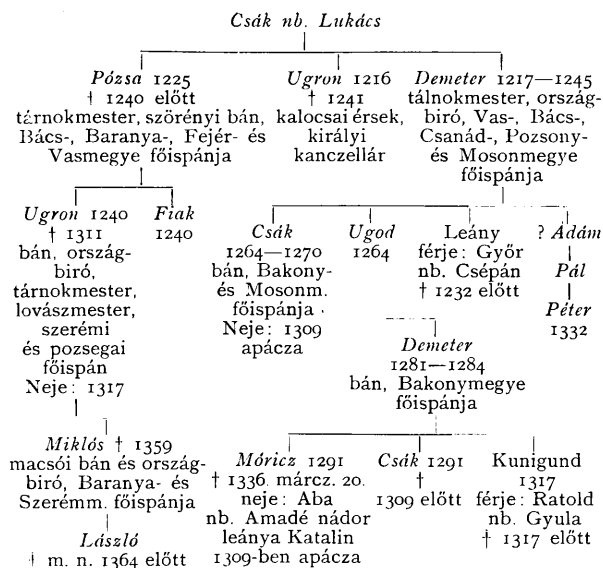 Csák nb. Lukács
Pózsa 1225
† 1240 előtt
tárnokmester, szörényi bán,
Bács-, Baranya-, Fejér- és
Vasmegye főispánja
Ugron 1216
† 1241
kalocsai érsek,
királyi
kanczellár
Demeter 1217—1245
tálnokmester, ország-
biró, Vas-, Bács-,
Csanád-, Pozsony-
és Mosonmegye
főispánja
Ugron 1240
† 1311
bán, ország-
biró,
tárnokmester,
lovászmester,
szerémi
és pozsegai
főispán
Neje: 1317
Fiak
1240
Csák
1264—1270
bán, Bakony-
és Mosonm.
főispánja
Neje: 1309
apácza
Ugod
1264
Leány
férje: Győr
nb. Csépán
† 1232 előtt
? Ádám
Pál
Péter
1332
Demeter
1281—1284
bán, Bakonymegye
főispánja
Miklós † 1359
macsói bán és ország-
biró, Baranya- és
Szerémm. főispánja
László
† m. n. 1364 előtt
Móricz 1291
† 1336. márcz. 20.
neje: Aba
nb. Amadé nádor
leánya Katalin
1309-ben apácza
Csák 1291
†
1309 előtt
Kunigund
1317
férje: Ratold
nb. Gyula
† 1317 előtt